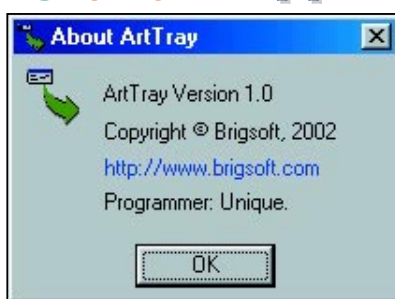 About ArtTray
ArtTray Version 1.0
Copyright © Brigsoft, 2002
http://www.brigsoft.com
Programmer: Unique.
OK